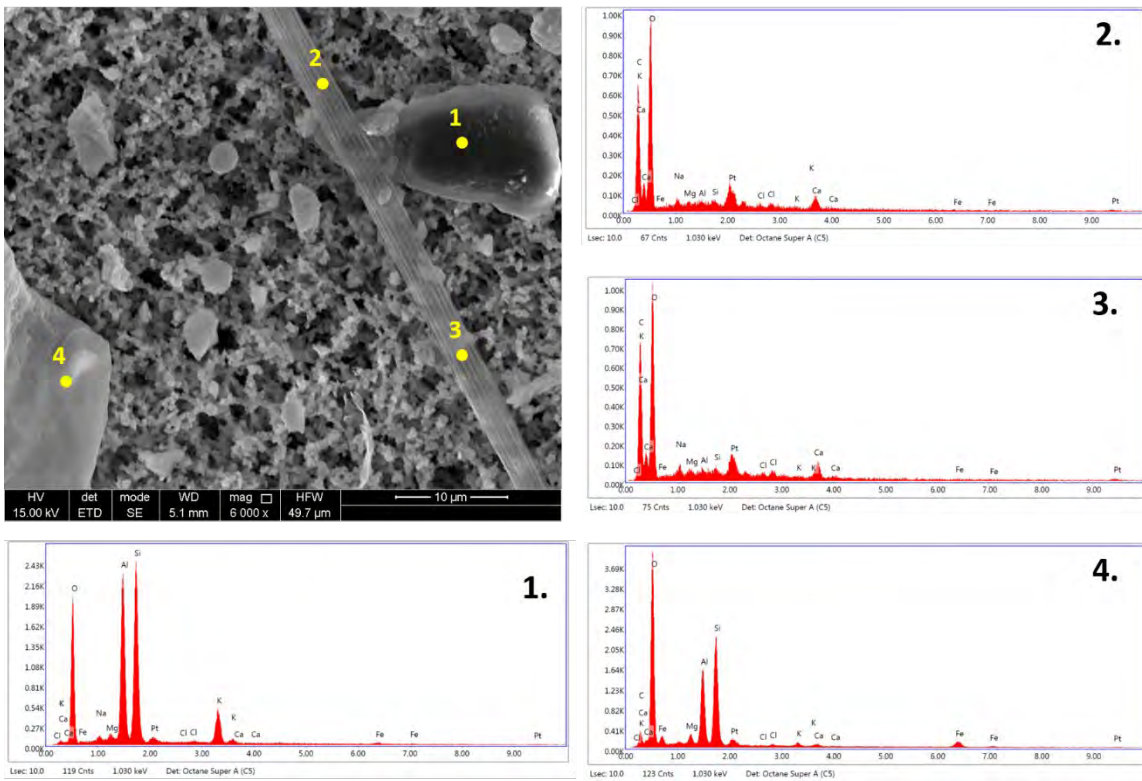 2
1
3
4
HV det mode WD mag HFW
15.00 kV ETD SE 5.1 mm 6 000 x 49.7 µm
10 µm
2.
1.00K
0.90K
0.80K
0.70K
0.60K
0.50K
0.40K
0.30K
0.20K
0.10K
0.00K
O
C
K
Ca
Ca
Cl Fe Na Mg Al Si Pt Cl Cl K K Ca Ca Fe Fe Pt
0.00 1.00 2.00 3.00 4.00 5.00 6.00 7.00 8.00 9.00
Lsec: 10.0 67 Cnts 1.030 keV Det: Octane Super A (C5)
3.
1.00K
0.90K
0.80K
0.70K
0.60K
0.50K
0.40K
0.30K
0.20K
0.10K
0.00K
O
C
K
Ca
Ca
Cl Fe Na Mg Al Si Pt Cl Cl K K Ca Ca Fe Fe Pt
0.00 1.00 2.00 3.00 4.00 5.00 6.00 7.00 8.00 9.00
Lsec: 10.0 75 Cnts 1.030 keV Det: Octane Super A (C5)
1.
2.43K
2.16K
1.89K
1.62K
1.35K
1.08K
0.81K
0.54K
0.27K
0.00K
O
Al
Si
K
Ca
Cl Ca Fe Na Mg Pt Cl Cl K K Ca Ca Fe Fe Pt
0.00 1.00 2.00 3.00 4.00 5.00 6.00 7.00 8.00 9.00
Lsec: 10.0 119 Cnts 1.030 keV Det: Octane Super A (C5)
4.
3.69K
3.28K
2.87K
2.46K
2.05K
1.64K
1.23K
0.82K
0.41K
0.00K
O
C
Ca
K
Cl Ca Fe Mg Al Si Pt Cl Cl K K Ca Ca Fe Fe Pt
0.00 1.00 2.00 3.00 4.00 5.00 6.00 7.00 8.00 9.00
Lsec: 10.0 123 Cnts 1.030 keV Det: Octane Super A (C5)